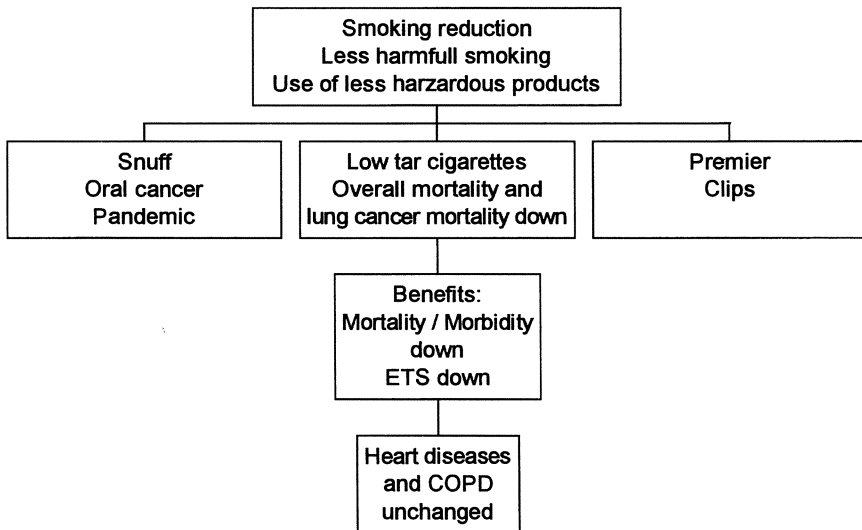 Smoking reduction
Less harmfull smoking
Use of less harzardous products
Snuff
Oral cancer
Pandemic
Low tar cigarettes
Overall mortality and
lung cancer mortality down
Premier
Clips
Benefits:
Mortality / Morbidity
down
ETS down
Heart diseases
and COPD
unchanged